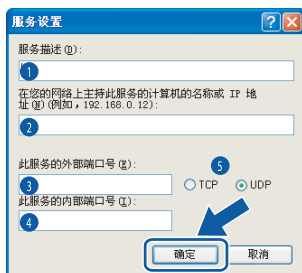 服务设置
服务描述(D):
1
在您的网络上主持此服务的计算机的名称或 IP 地
址(N)(例如，192.168.0.12):
2
此服务的外部端口号(E):
5
3
TCP UDP
此服务的内部端口号(I):
4
确定 取消